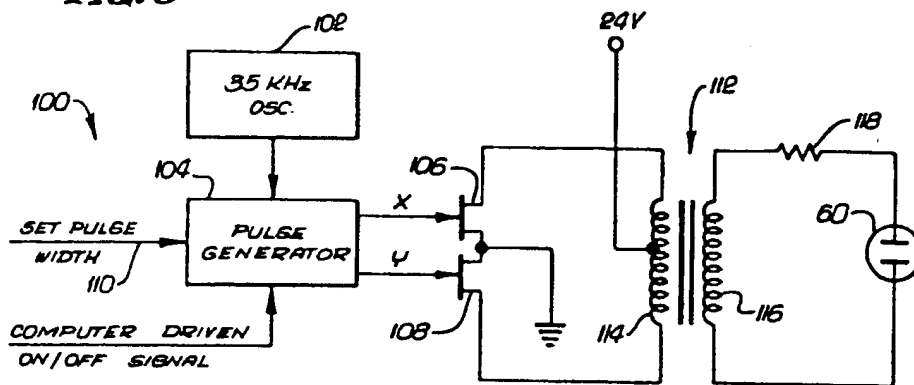 102
24V
35 KHz
OSC.
112
100
118
104
106
X
60
SET PULSE
WIDTH
PULSE
GENERATOR
110
Y
108
114
116
COMPUTER DRIVEN
ON/OFF SIGNAL